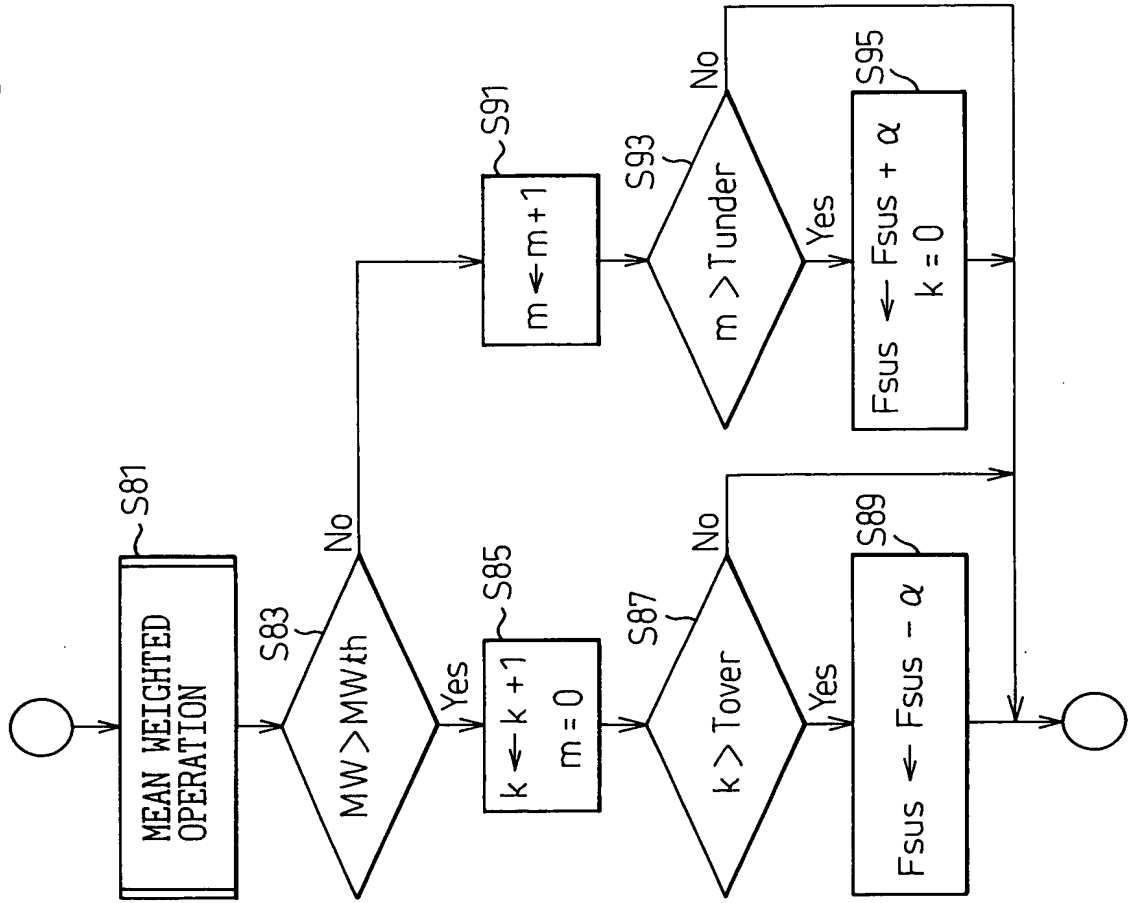 S81
MEAN WEIGHTED
OPERATION
S83
MW > MWth
No
Yes
S85
k ← k + 1
m = 0
S87
k > Tover
No
Yes
S89
Fsus ← Fsus - α
S91
m ← m+1
S93
m > Tunder
No
Yes
S95
Fsus ← Fsus + α
k = 0